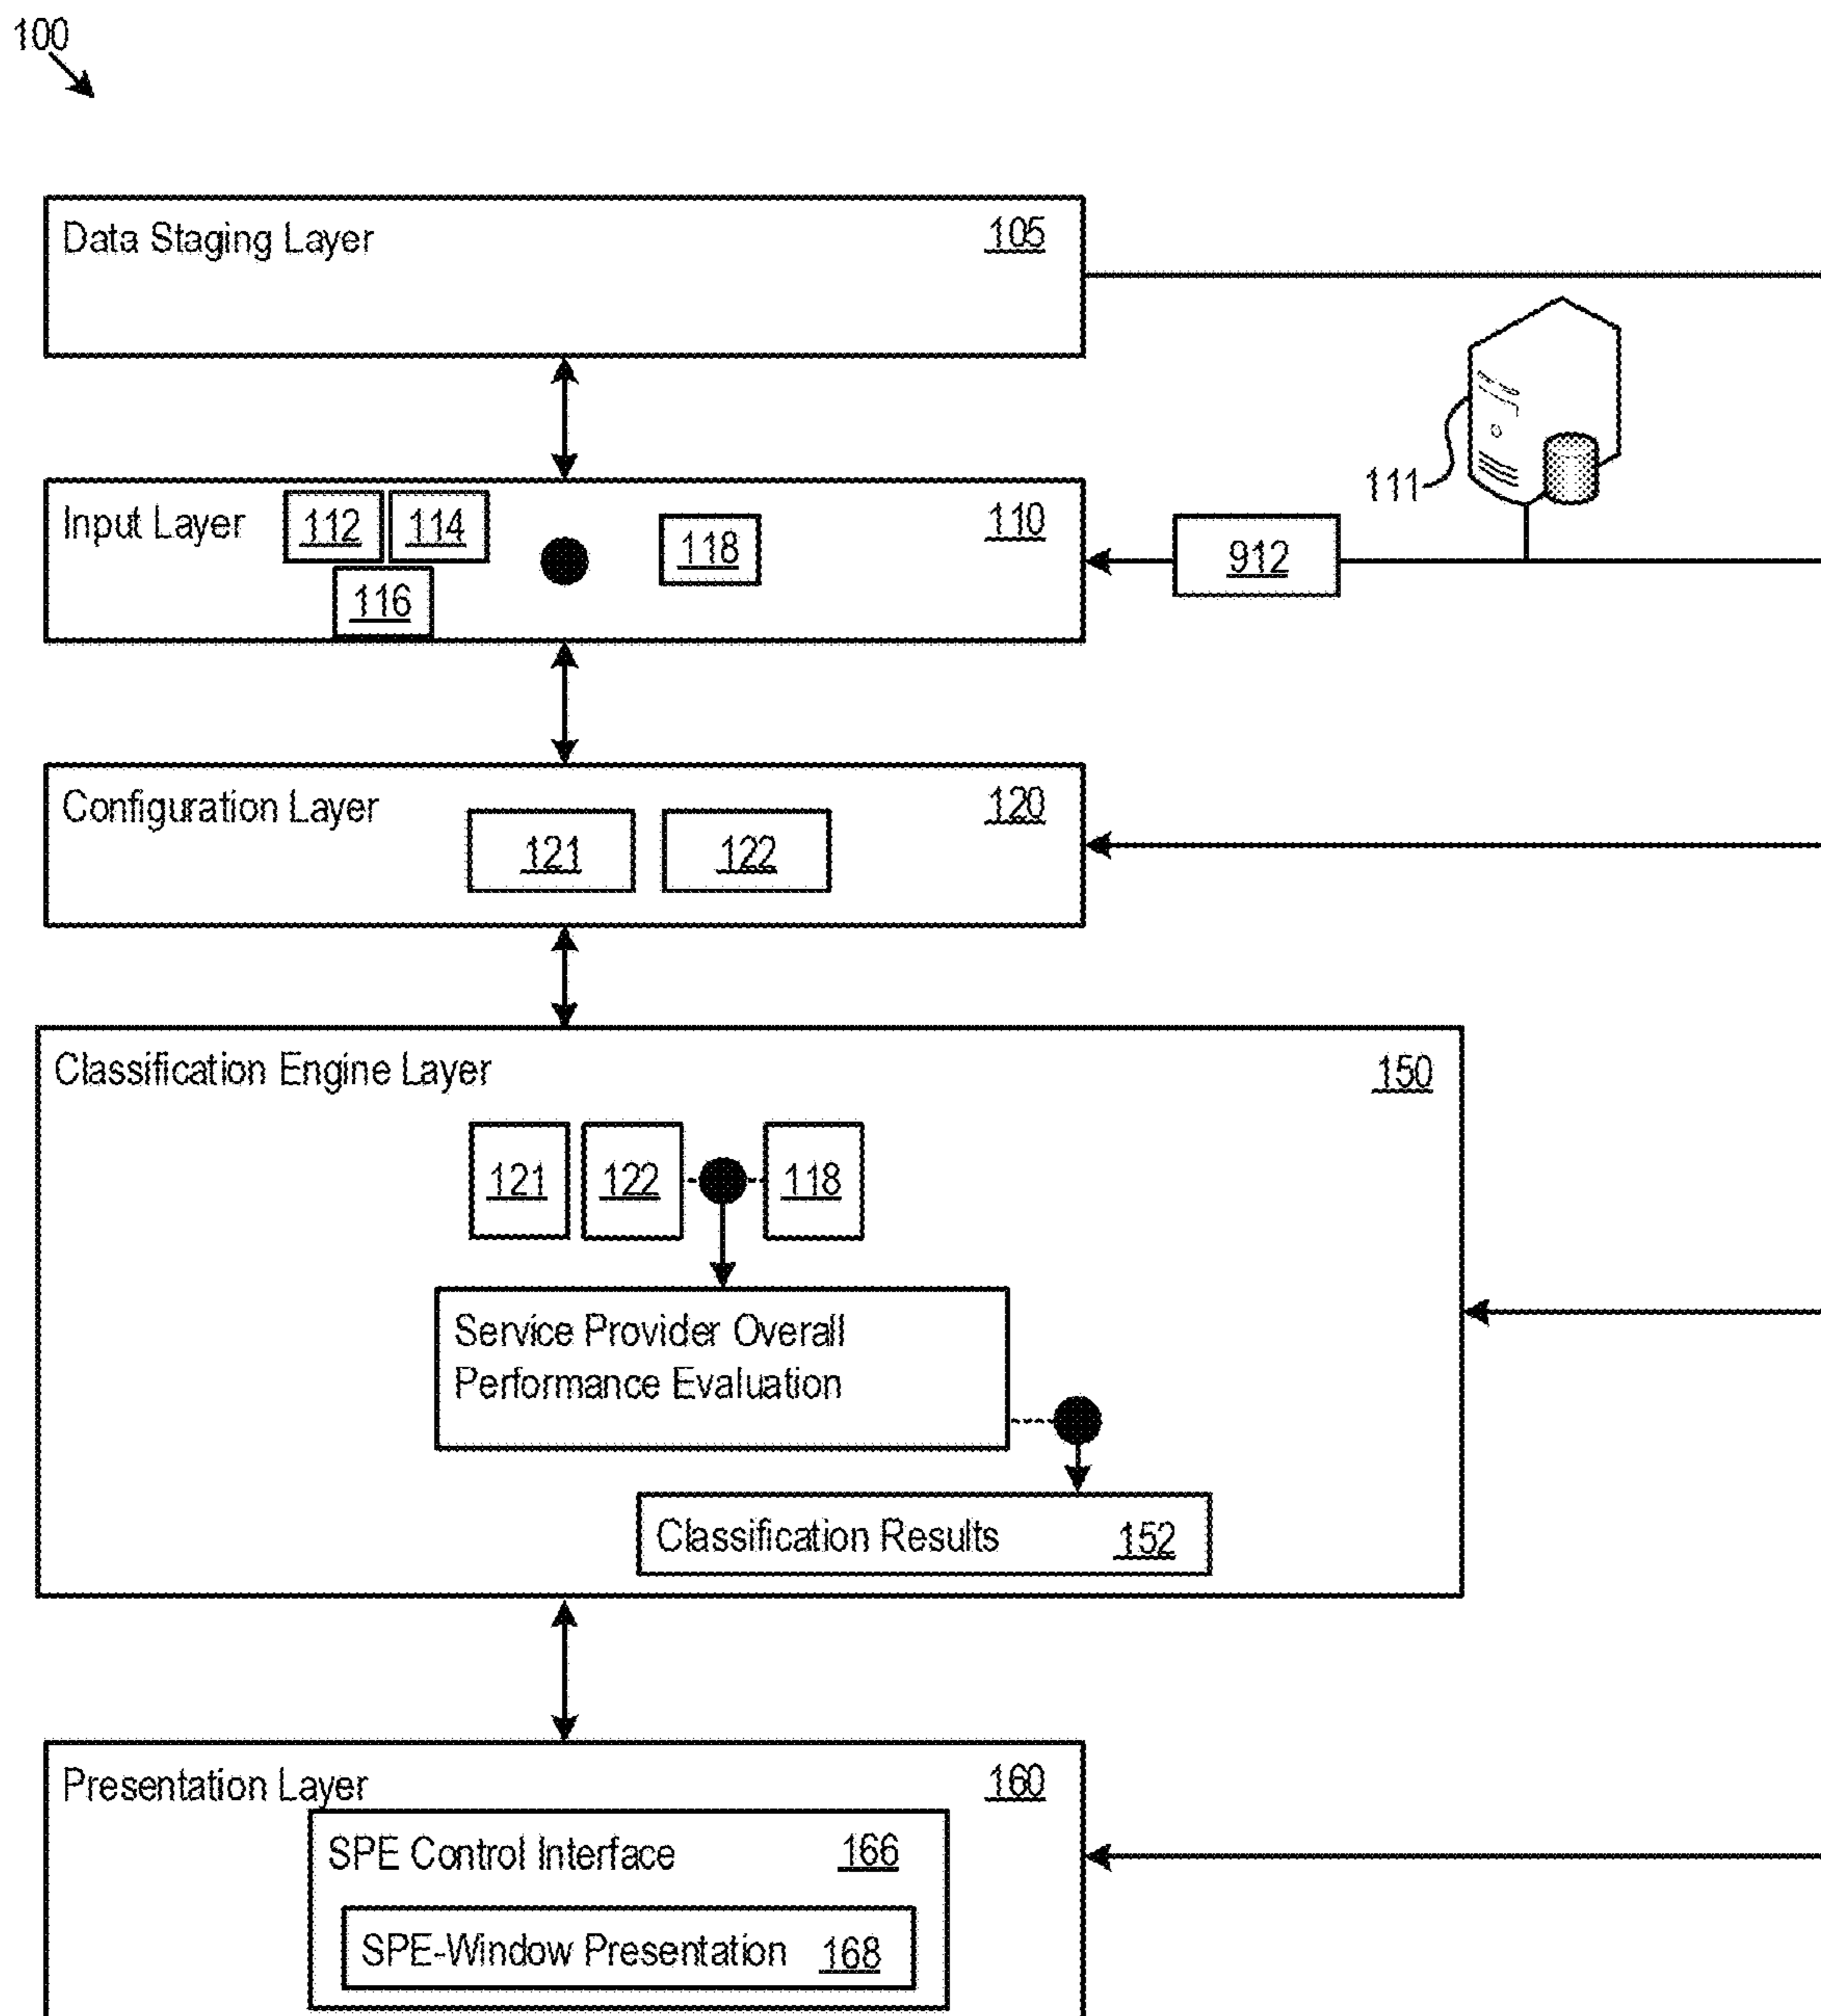 100
Data Staging Layer 105
Input Layer 112 114 118 110
116
912
111
Configuration Layer 120
121 122
Classification Engine Layer 150
121 122 118
Service Provider Overall
Performance Evaluation
Classification Results 152
Presentation Layer 160
SPE Control Interface 166
SPE-Window Presentation 168